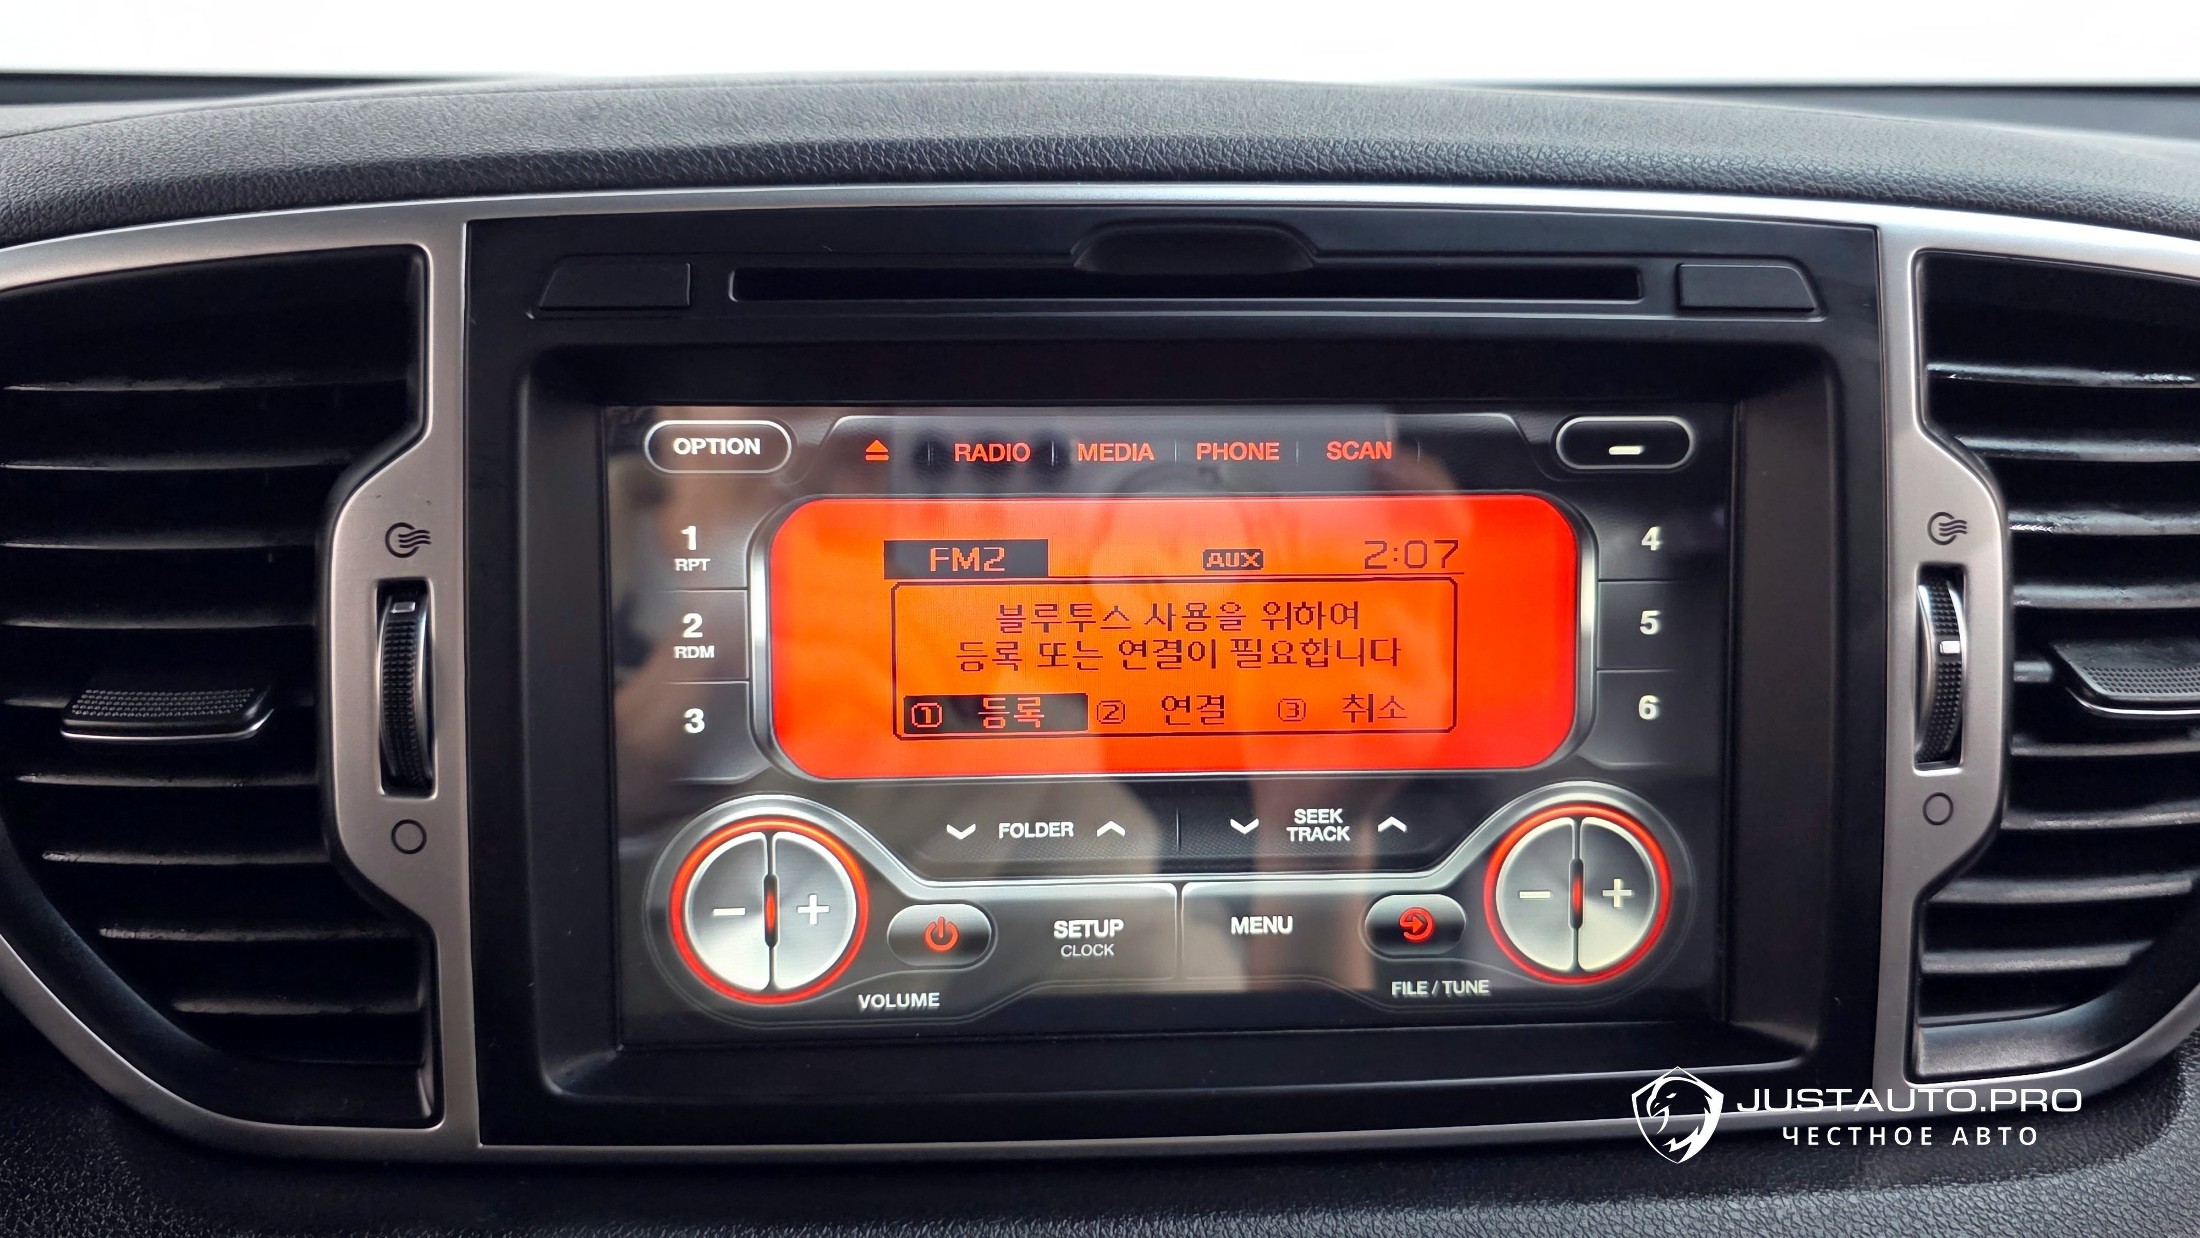 OPTION
RADIO
MEDIA
PHONE
SCAN
1
RPT
2
RDM
3
4
5
6
FM2
AUX
2:07
블루투스 사용을 위하여
등록 또는 연결이 필요합니다
① 등록 ② 연결 ③ 취소
FOLDER
SEEK
TRACK
SETUP
CLOCK
MENU
VOLUME
FILE / TUNE
JUSTAUTO.PRO
ЧЕСТНОЕ АВТО